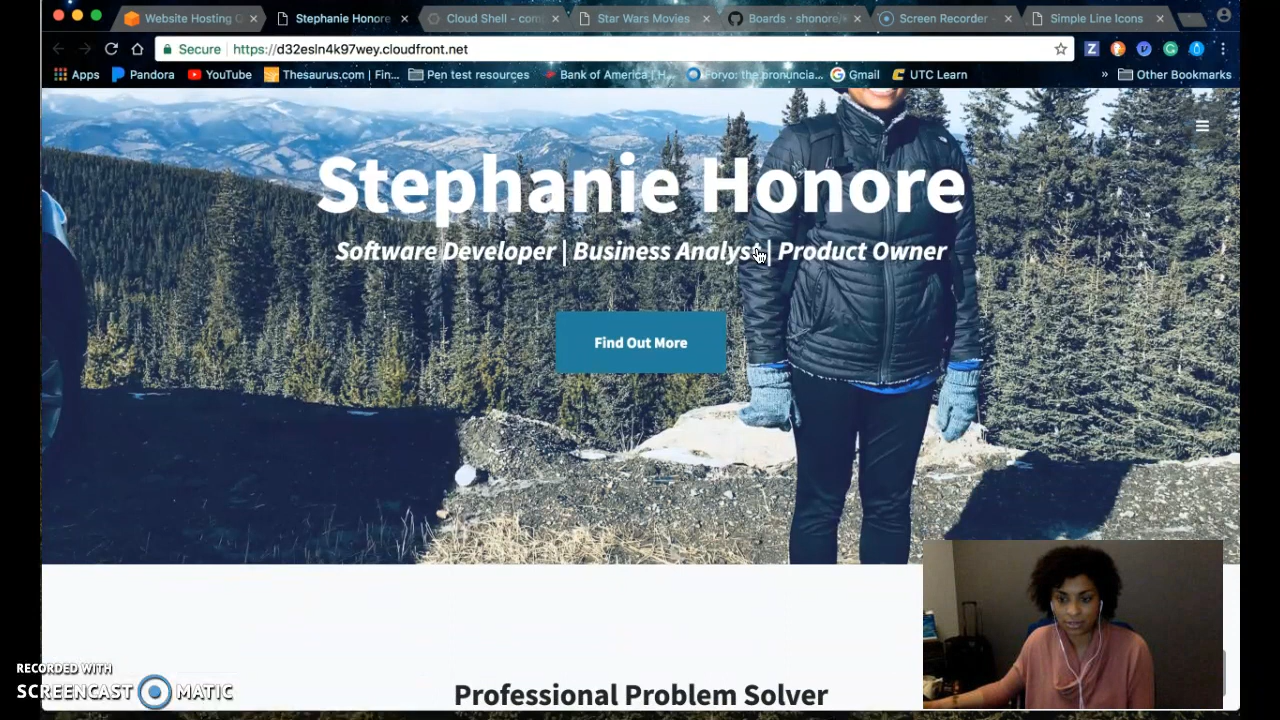 Website Hosting
Stephanie Honore
Cloud Shell - com
Star Wars Movies
Boards · shonore/
Screen Recorder -
Simple Line Icons
Secure
https://d32esln4k97wey.cloudfront.net
Apps
Pandora
YouTube
Thesaurus.com | Fin...
Pen test resources
Bank of America | H...
Forvo: the pronuncia...
Gmail
UTC Learn
»
Other Bookmarks
Stephanie Honore
Software Developer | Business Analyst | Product Owner
Find Out More
Professional Problem Solver
RECORDED WITH
SCREENCAST MATIC